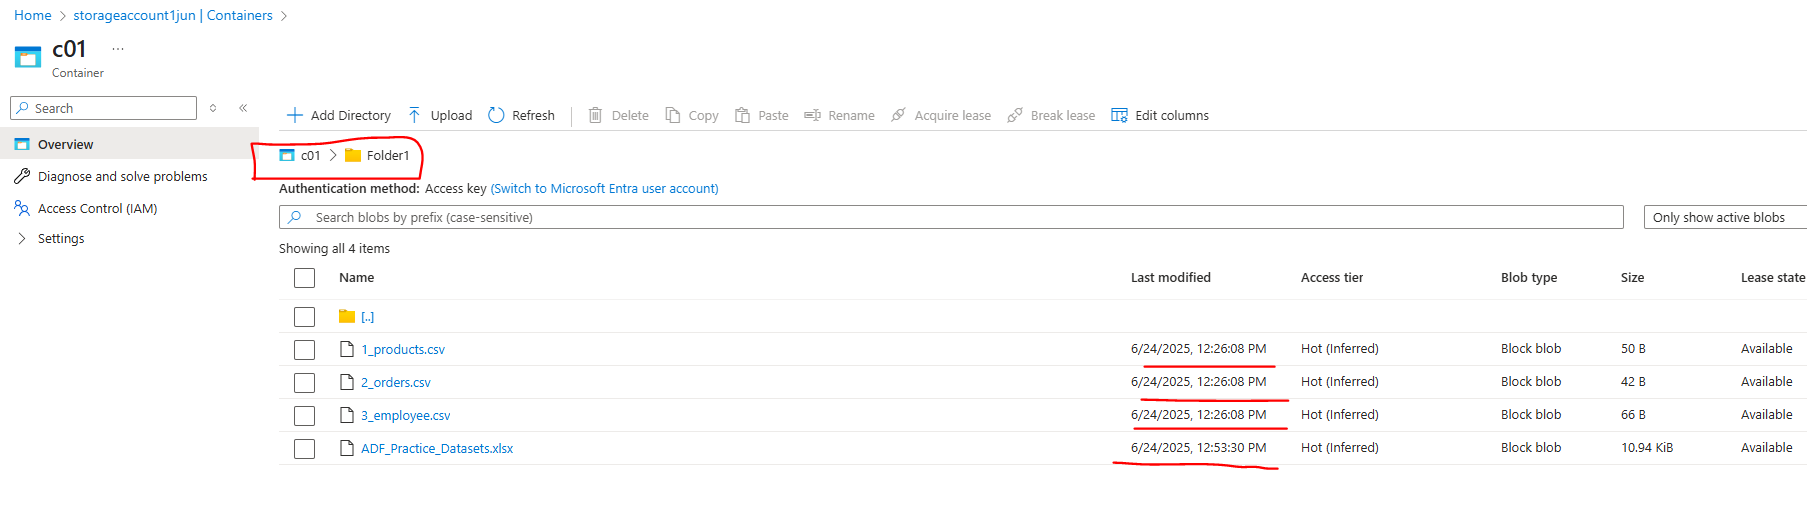 Home > storageaccount1jun | Containers >
c01 ...
Container
Search
Overview
Diagnose and solve problems
Access Control (IAM)
Settings
Add Directory Upload Refresh Delete Copy Paste Rename Acquire lease Break lease Edit columns
c01 > Folder1
Authentication method: Access key (Switch to Microsoft Entra user account)
Search blobs by prefix (case-sensitive) Only show active blobs
Showing all 4 items
Name Last modified Access tier Blob type Size Lease state
[..]
1_products.csv 6/24/2025, 12:26:08 PM Hot (Inferred) Block blob 50 B Available
2_orders.csv 6/24/2025, 12:26:08 PM Hot (Inferred) Block blob 42 B Available
3_employee.csv 6/24/2025, 12:26:08 PM Hot (Inferred) Block blob 66 B Available
ADF_Practice_Datasets.xlsx 6/24/2025, 12:53:30 PM Hot (Inferred) Block blob 10.94 KiB Available